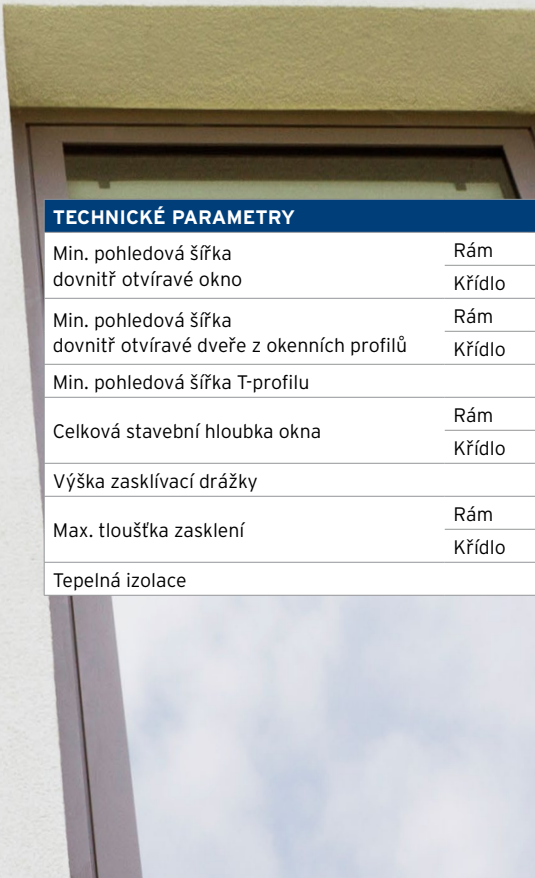 TECHNICKÉ PARAMETRY
Min. pohledová šířka
dovnitř otvíravé okno
Rám
Křídlo
Min. pohledová šířka
dovnitř otvíravé dveře z okenních profilů
Rám
Křídlo
Min. pohledová šířka T-profilu
Celková stavební hloubka okna
Rám
Křídlo
Výška zasklívací drážky
Max. tloušťka zasklení
Rám
Křídlo
Tepelná izolace